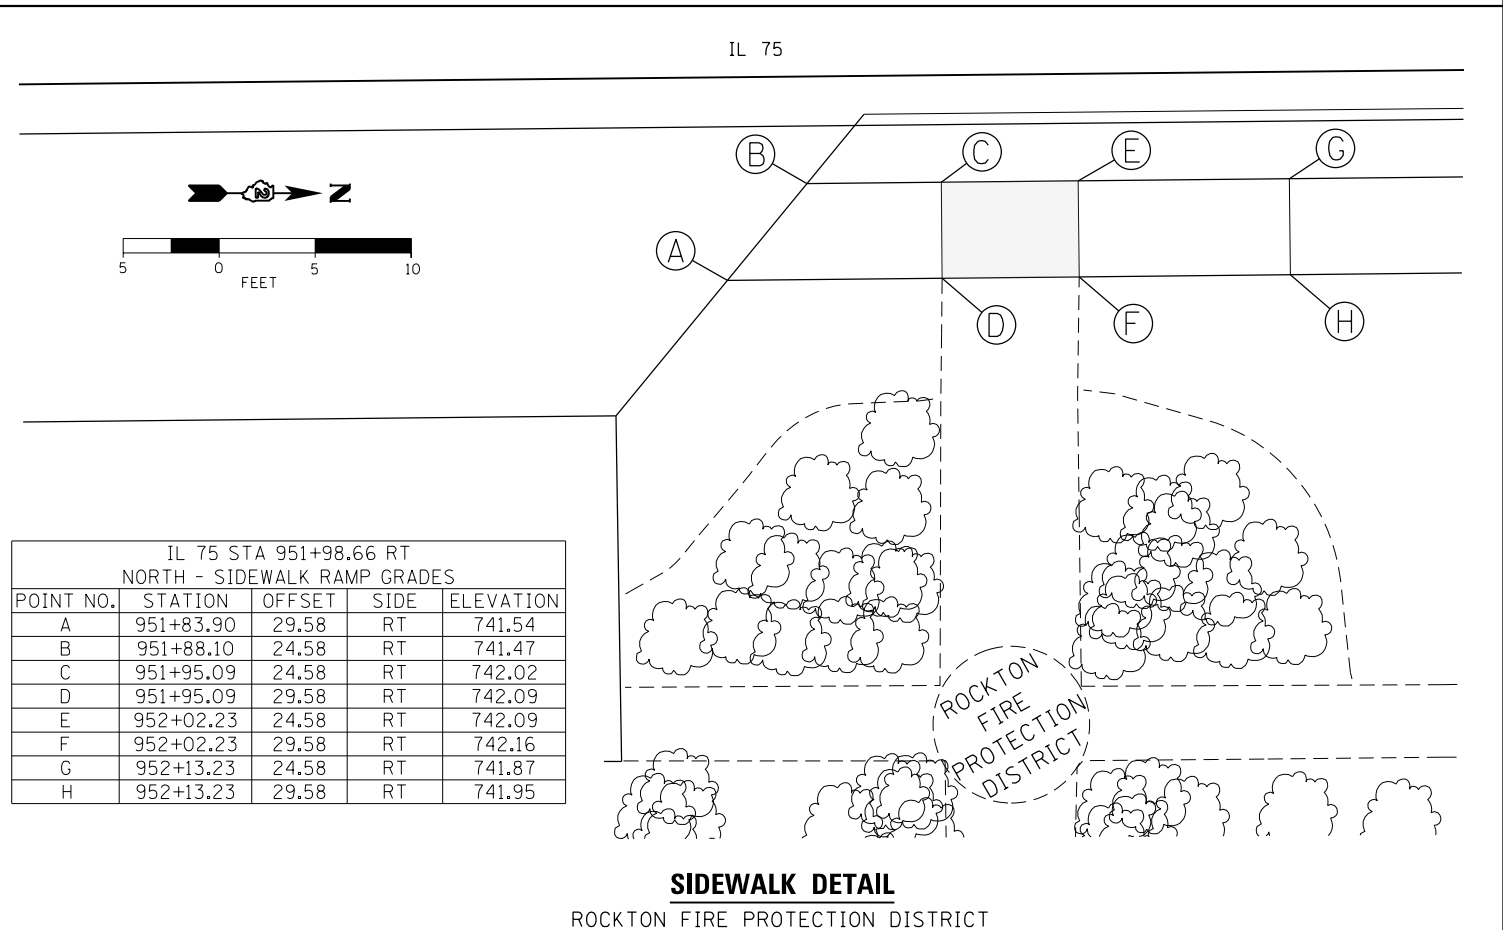 IL 75
B
C
E
G
A
D
F
H
N
5 0 5 10
FEET
IL 75 STA 951+98.66 RT
NORTH - SIDEWALK RAMP GRADES
POINT NO. STATION OFFSET SIDE ELEVATION
A 951+83.90 29.58 RT 741.54
B 951+88.10 24.58 RT 741.47
C 951+95.09 24.58 RT 742.02
D 951+95.09 29.58 RT 742.09
E 952+02.23 24.58 RT 742.09
F 952+02.23 29.58 RT 742.16
G 952+13.23 24.58 RT 741.87
H 952+13.23 29.58 RT 741.95
ROCKTON
FIRE
PROTECTION
DISTRICT
SIDEWALK DETAIL
ROCKTON FIRE PROTECTION DISTRICT